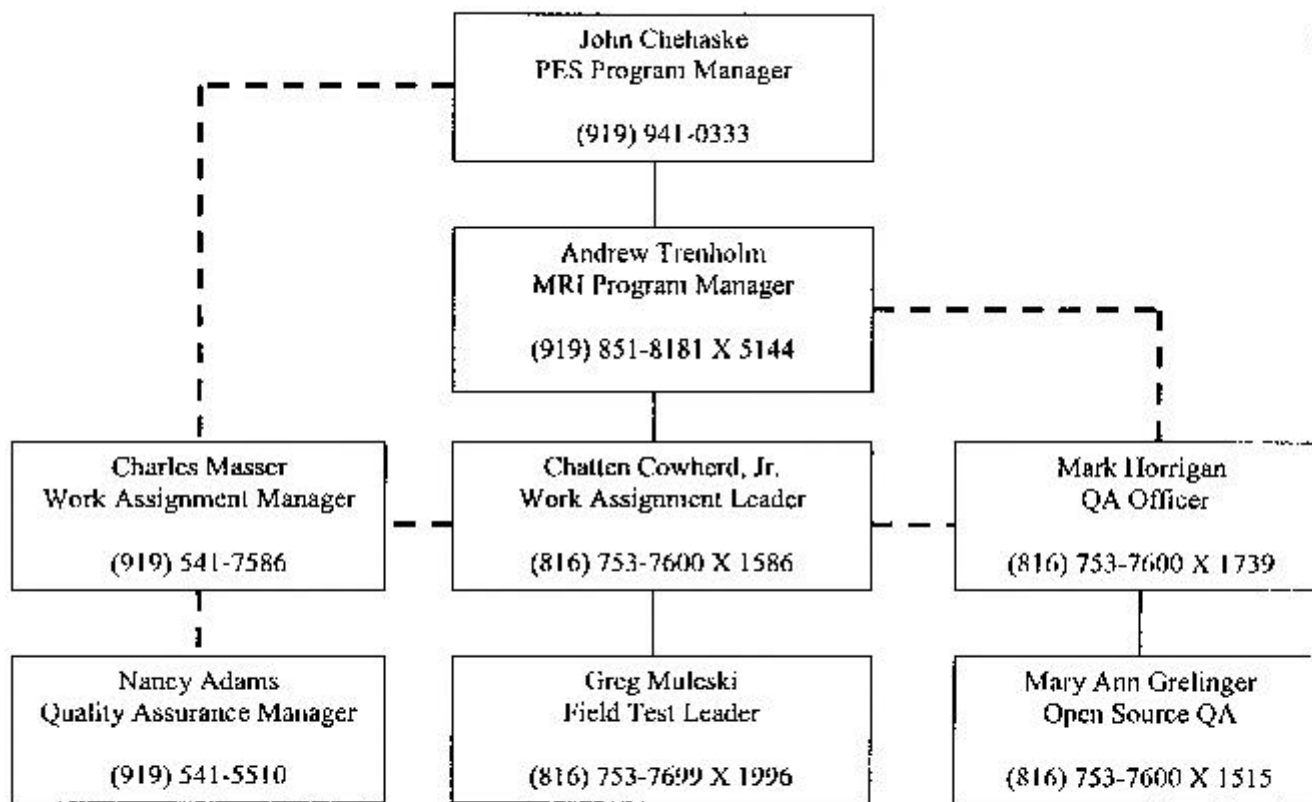 John Chehaske
PES Program Manager
(919) 941-0333
Andrew Trenholm
MRI Program Manager
(919) 851-8181 X 5144
Charles Masser
Work Assignment Manager
(919) 541-7586
Chatten Cowherd, Jr.
Work Assignment Leader
(816) 753-7600 X 1586
Mark Horrigan
QA Officer
(816) 753-7600 X 1739
Nancy Adams
Quality Assurance Manager
(919) 541-5510
Greg Muleski
Field Test Leader
(816) 753-7699 X 1996
Mary Ann Grelinger
Open Source QA
(816) 753-7600 X 1515